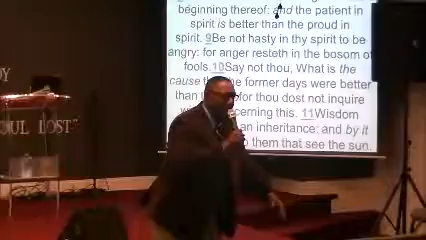 beginning thereof: and the patient in
spirit is better than the proud in
spirit. 9Be not hasty in thy spirit to be
angry: for anger resteth in the bosom of
fools.10Say not thou, What is the
cause the former days were better
than for thou dost not inquire
cerning this. 11Wisdom
an inheritance: and by it
them that see the sun.
OUL LOST"